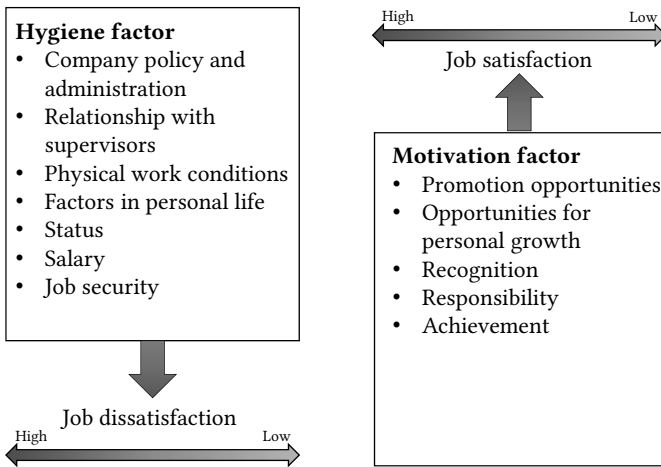 Hygiene factor
• Company policy and
administration
• Relationship with
supervisors
• Physical work conditions
• Factors in personal life
• Status
• Salary
• Job security
Job dissatisfaction
High Low
High Low
Job satisfaction
Motivation factor
• Promotion opportunities
• Opportunities for
personal growth
• Recognition
• Responsibility
• Achievement